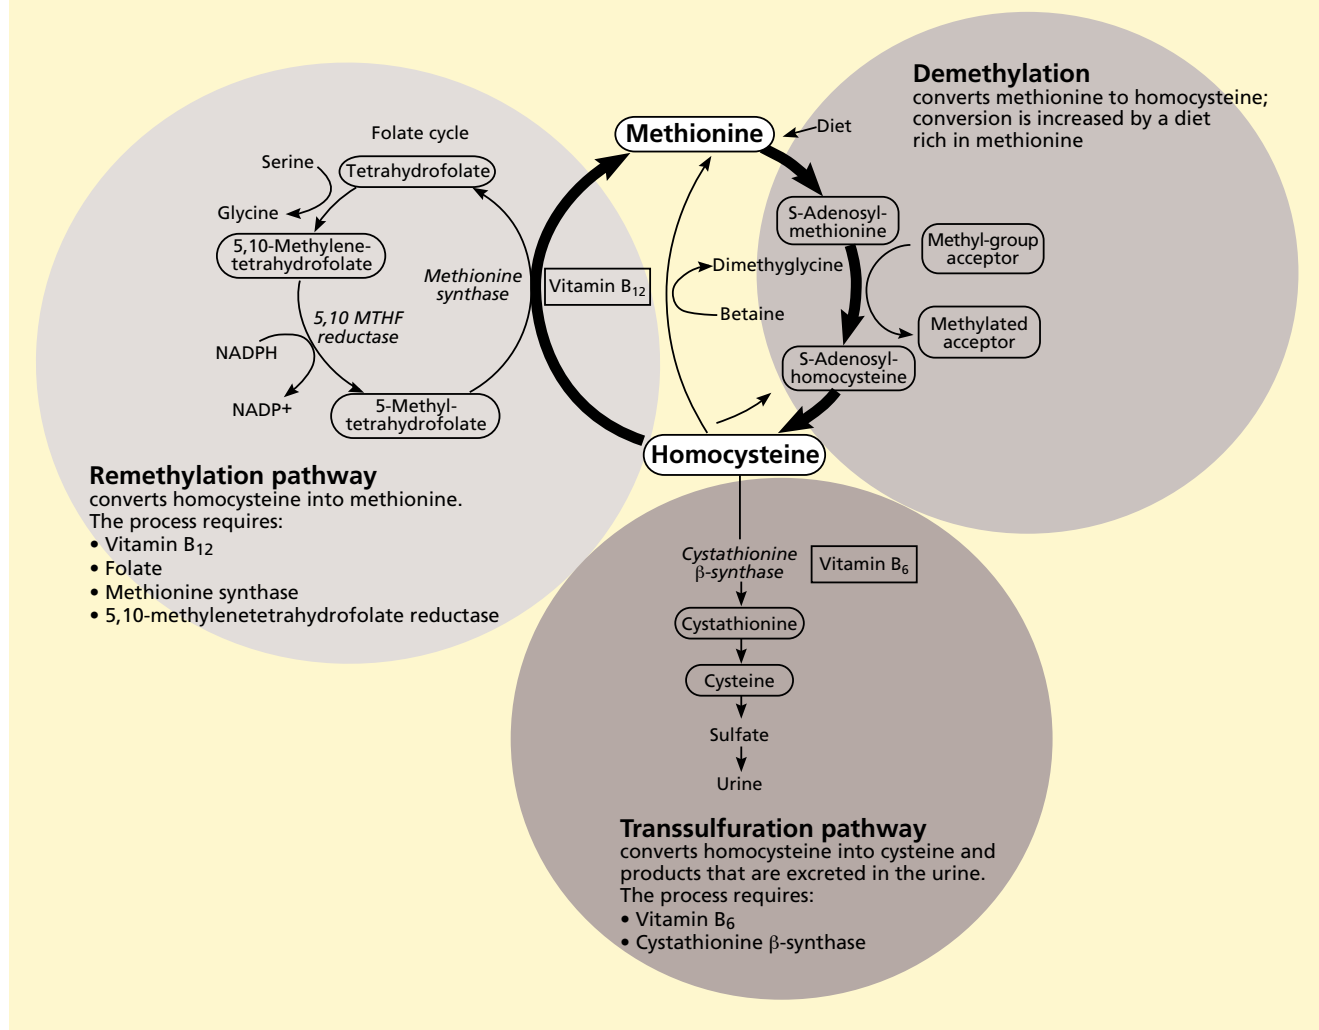 Demethylation
converts methionine to homocysteine;
conversion is increased by a diet
rich in methionine
Methionine
Diet
Folate cycle
Serine
Tetrahydrofolate
Glycine
5,10-Methylene-
tetrahydrofolate
Methionine
synthase
Vitamin B12
5,10 MTHF
reductase
NADPH
NADP+
5-Methyl-
tetrahydrofolate
Dimethyglycine
Betaine
S-Adenosyl-
methionine
Methyl-group
acceptor
Methylated
acceptor
S-Adenosyl-
homocysteine
Homocysteine
Remethylation pathway
converts homocysteine into methionine.
The process requires:
• Vitamin B12
• Folate
• Methionine synthase
• 5,10-methylenetetrahydrofolate reductase
Cystathionine
β-synthase
Vitamin B6
Cystathionine
Cysteine
Sulfate
Urine
Transsulfuration pathway
converts homocysteine into cysteine and
products that are excreted in the urine.
The process requires:
• Vitamin B6
• Cystathionine β-synthase